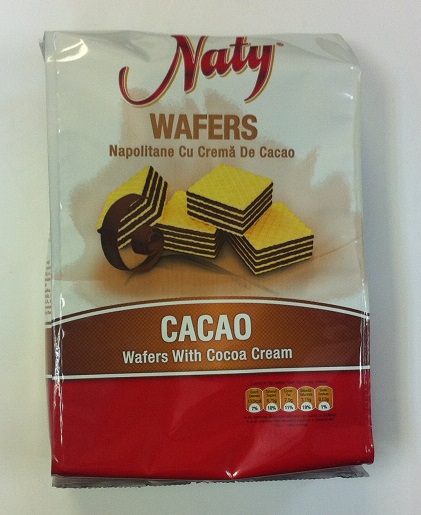 Naty
WAFERS
Napolitane Cu Cremă De Cacao
CACAO
Wafers With Cocoa Cream